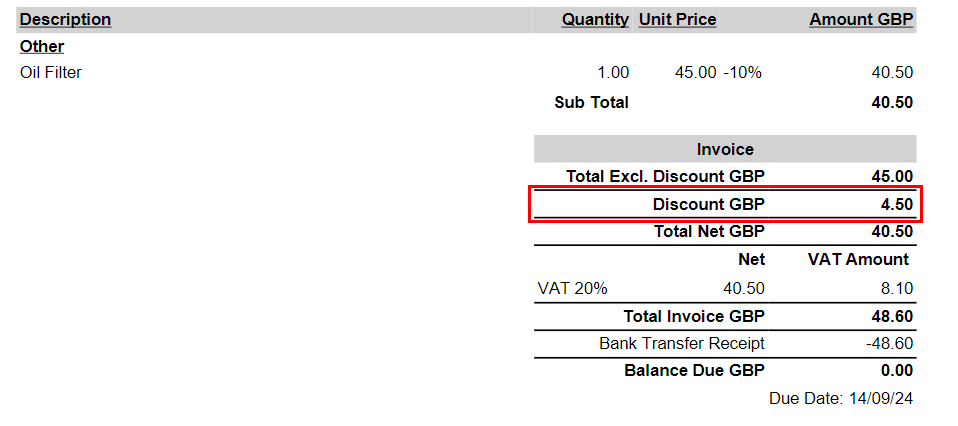 Description Quantity Unit Price Amount GBP
Other
Oil Filter 1.00 45.00 -10% 40.50
Sub Total 40.50
Invoice
Total Excl. Discount GBP 45.00
Discount GBP 4.50
Total Net GBP 40.50
Net VAT Amount
VAT 20% 40.50 8.10
Total Invoice GBP 48.60
Bank Transfer Receipt -48.60
Balance Due GBP 0.00
Due Date: 14/09/24